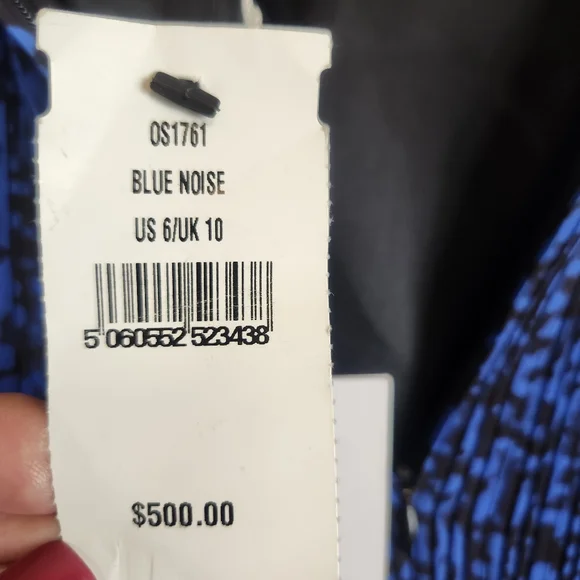 OS1761
BLUE NOISE
US 6/UK 10
5 060552 523438
$500.00